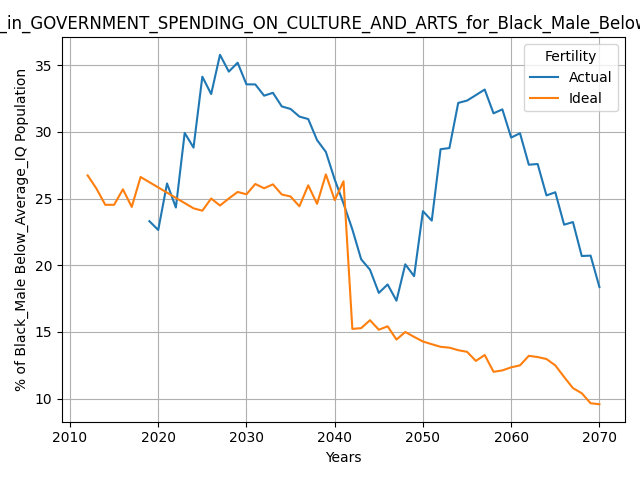 _in_GOVERNMENT_SPENDING_ON_CULTURE_AND_ARTS_for_Black_Male_Below
Fertility
Actual
Ideal
% of Black_Male Below_Average_IQ Population
35
30
25
20
15
10
2010 2020 2030 2040 2050 2060 2070
Years